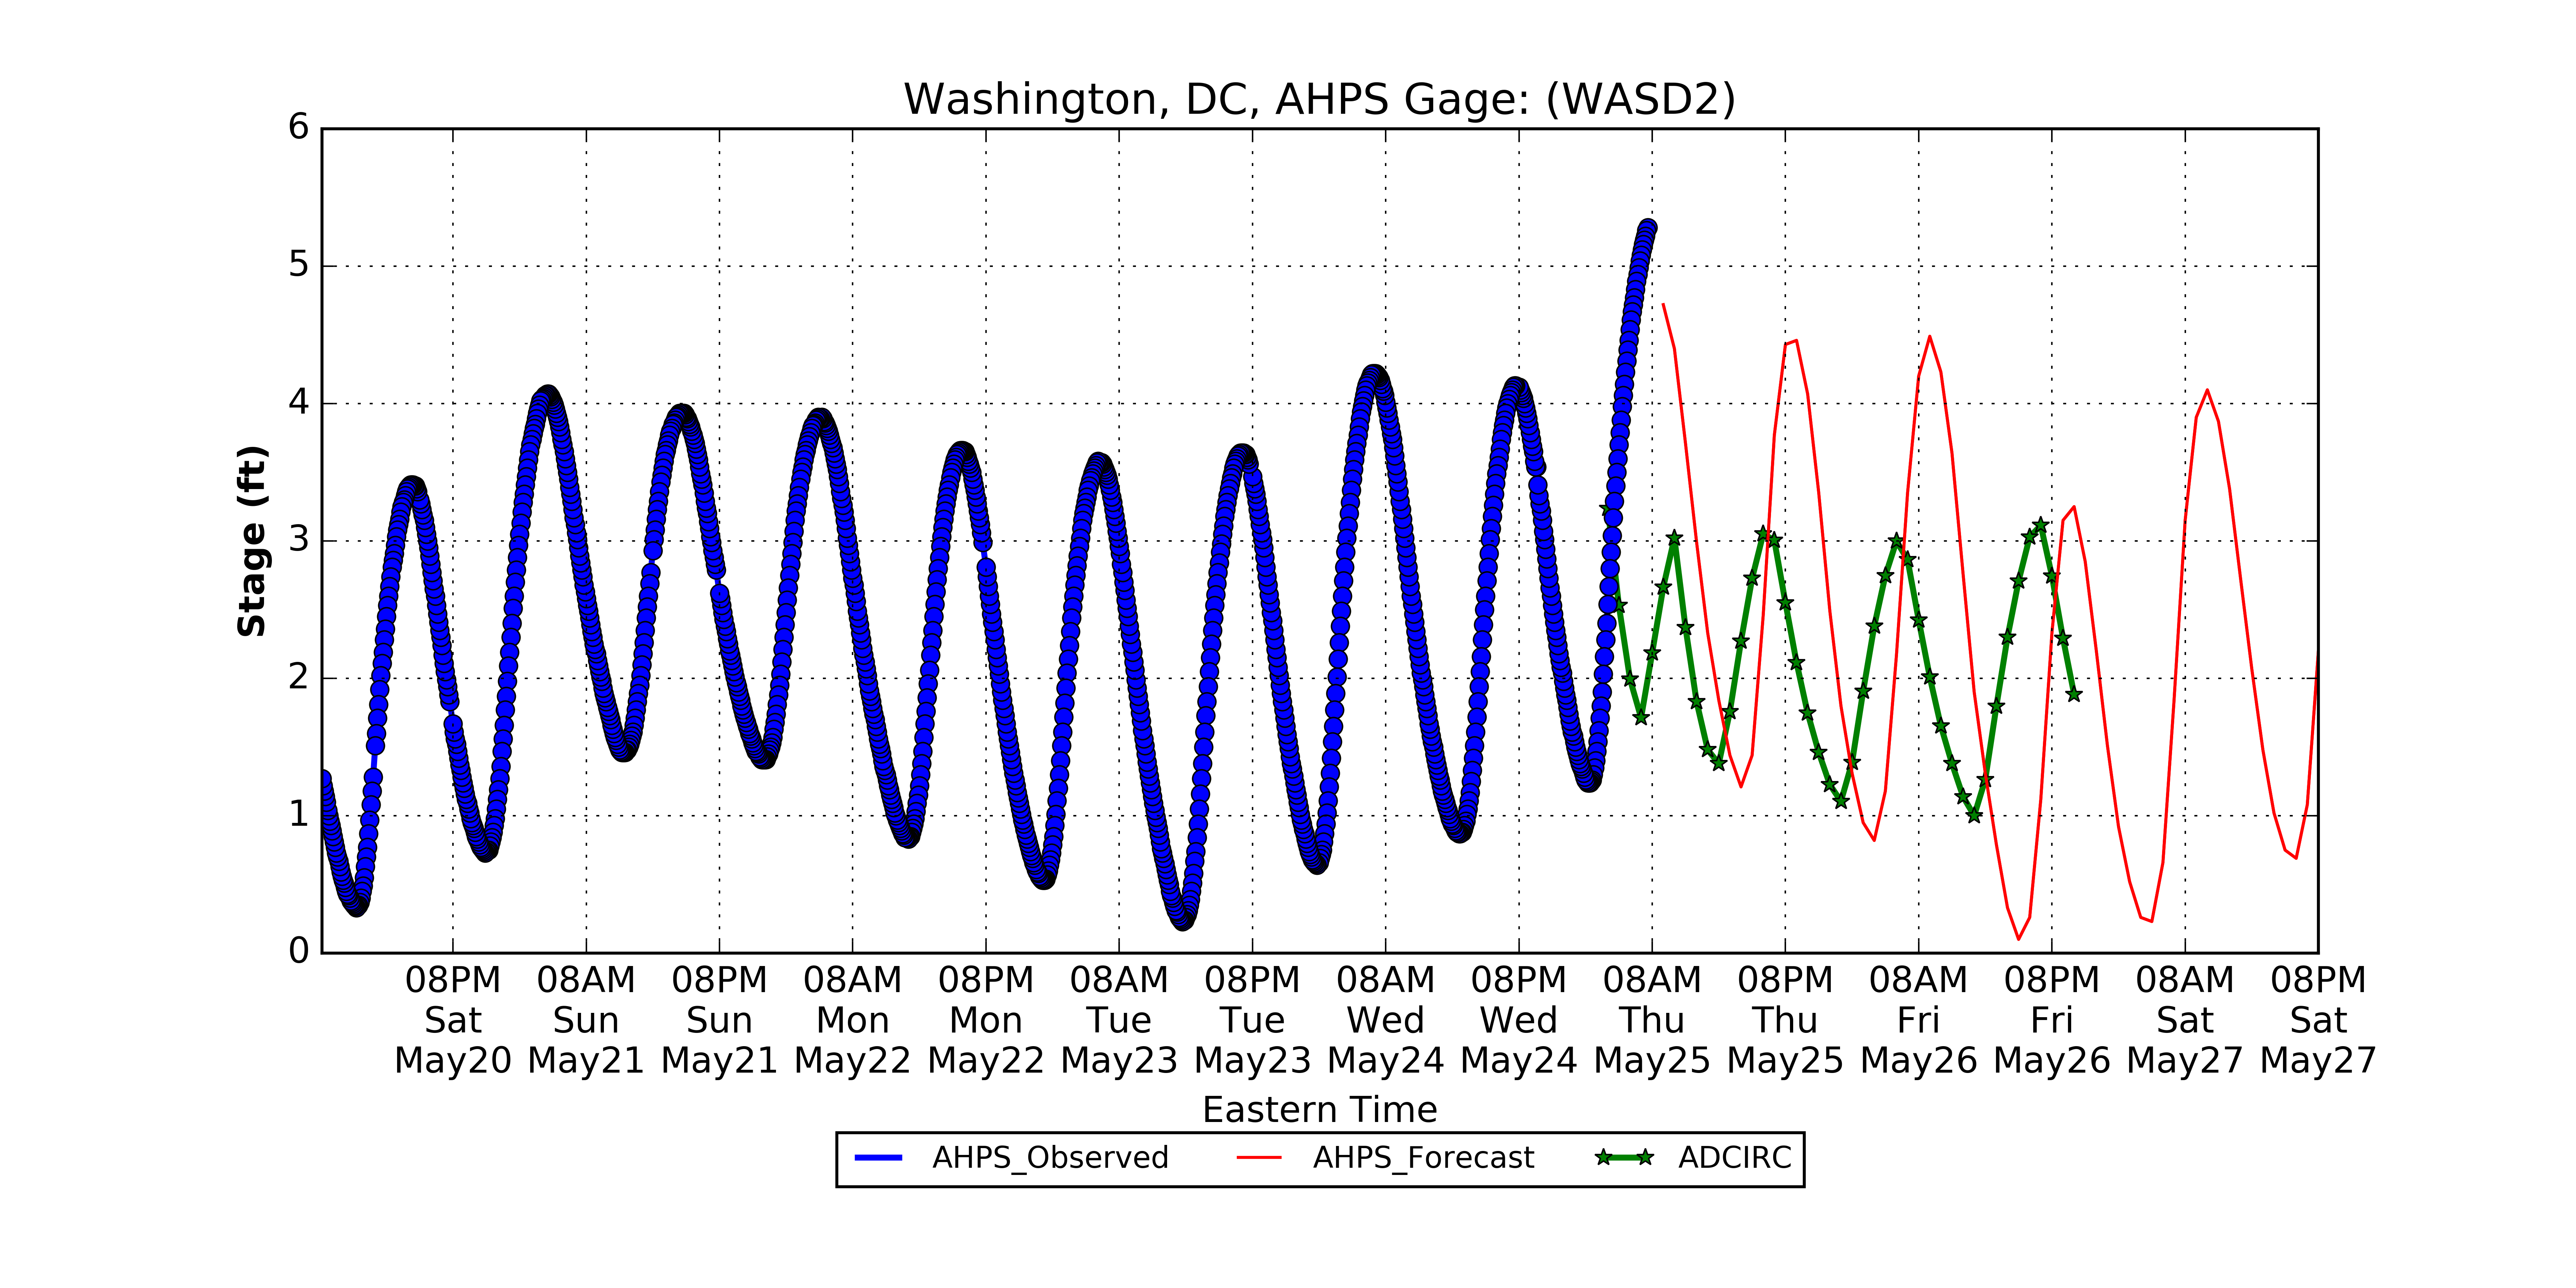 Washington, DC, AHPS Gage: (WASD2)
6
5
4
3
2
1
0
Stage (ft)
08PM 08AM 08PM 08AM 08PM 08AM 08PM 08AM 08PM 08AM 08PM 08AM 08PM 08AM 08PM
Sat Sun Sun Mon Mon Tue Tue Wed Wed Thu Thu Fri Fri Sat Sat
May20 May21 May21 May22 May22 May23 May23 May24 May24 May25 May25 May26 May26 May27 May27
Eastern Time
AHPS_Observed AHPS_Forecast ADCIRC